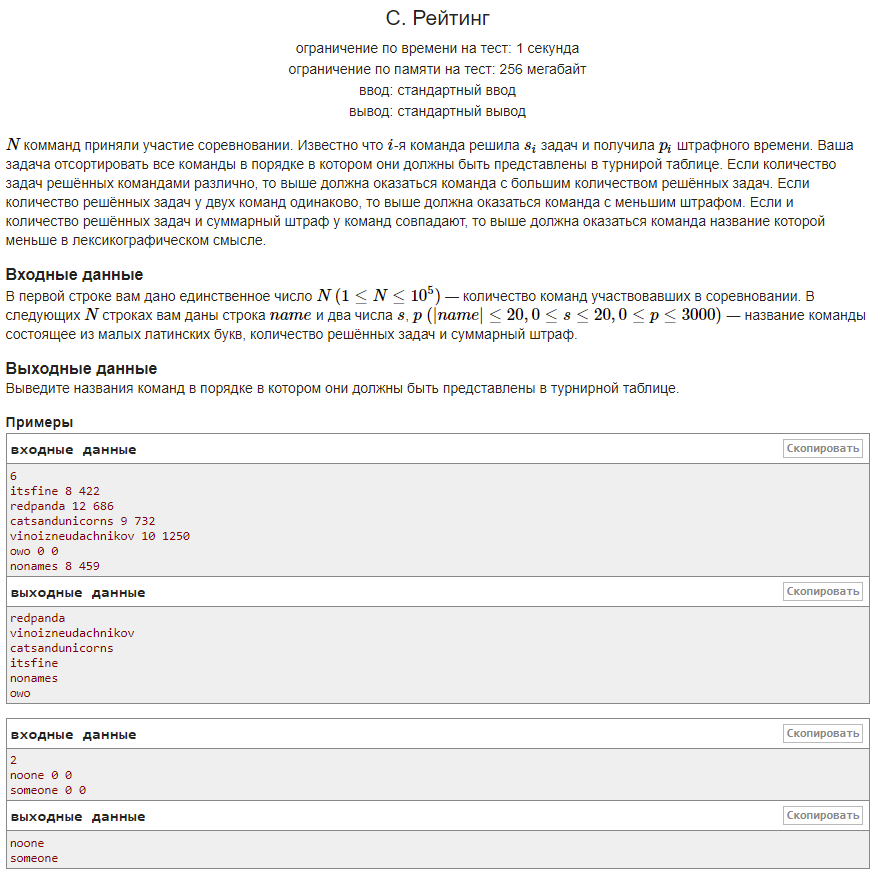 C. Рейтинг
ограничение по времени на тест: 1 секунда
ограничение по памяти на тест: 256 мегабайт
ввод: стандартный ввод
вывод: стандартный вывод
N комманд приняли участие соревновании. Известно что i-я команда решила s_i задач и получила p_i штрафного времени. Ваша
задача отсортировать все команды в порядке в котором они должны быть представлены в турнирой таблице. Если количество
задач решённых командами различно, то выше должна оказаться команда с большим количеством решённых задач. Если
количество решённых задач у двух команд одинаково, то выше должна оказаться команда с меньшим штрафом. Если и
количество решённых задач и суммарный штраф у команд совпадают, то выше должна оказаться команда название которой
меньше в лексикографическом смысле.
Входные данные
В первой строке вам дано единственное число N (1 ≤ N ≤ 10^5) — количество команд участвовавших в соревновании. В
следующих N строках вам даны строка name и два числа s, p (|name| ≤ 20, 0 ≤ s ≤ 20, 0 ≤ p ≤ 3000) — название команды
состоящее из малых латинских букв, количество решённых задач и суммарный штраф.
Выходные данные
Выведите названия команд в порядке в котором они должны быть представлены в турнирной таблице.
Примеры
входные данные Скопировать
6
itsfine 8 422
redpanda 12 686
catsandunicorns 9 732
vinoizneudachnikov 10 1250
owo 0 0
nonames 8 459
выходные данные Скопировать
redpanda
vinoizneudachnikov
catsandunicorns
itsfine
nonames
owo
входные данные Скопировать
2
noone 0 0
someone 0 0
выходные данные Скопировать
noone
someone